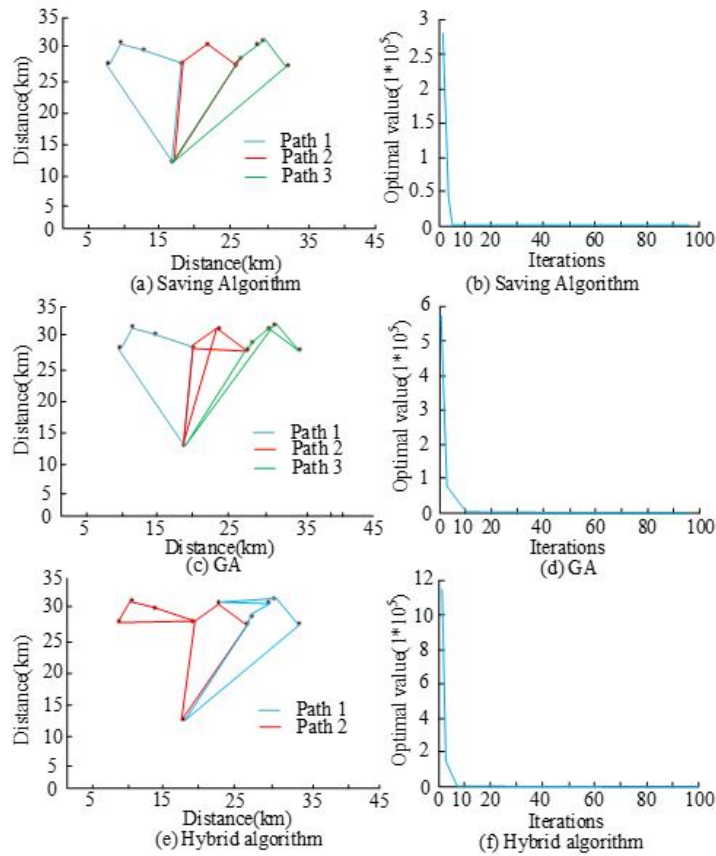 Distance(km)
35
30
25
20
15
10
5
0
Path 1
Path 2
Path 3
5 15 25 35 45
Distance(km)
(a) Saving Algorithm
Optimal value(1*10^5)
3
2.5
2
1.5
1
0.5
0
0 10 20 40 60 80 100
Iterations
(b) Saving Algorithm
Distance(km)
35
30
25
20
15
10
5
0
Path 1
Path 2
Path 3
5 15 25 35 45
Distance(km)
(c) GA
Optimal value(1*10^5)
6
5
4
3
2
1
0
0 10 20 40 60 80 100
Iterations
(d) GA
Distance(km)
35
30
25
20
15
10
5
0
Path 1
Path 2
5 15 25 35 45
Distance(km)
(e) Hybrid algorithm
Optimal value(1*10^5)
12
10
8
6
4
2
0
0 10 20 40 60 80 100
Iterations
(f) Hybrid algorithm